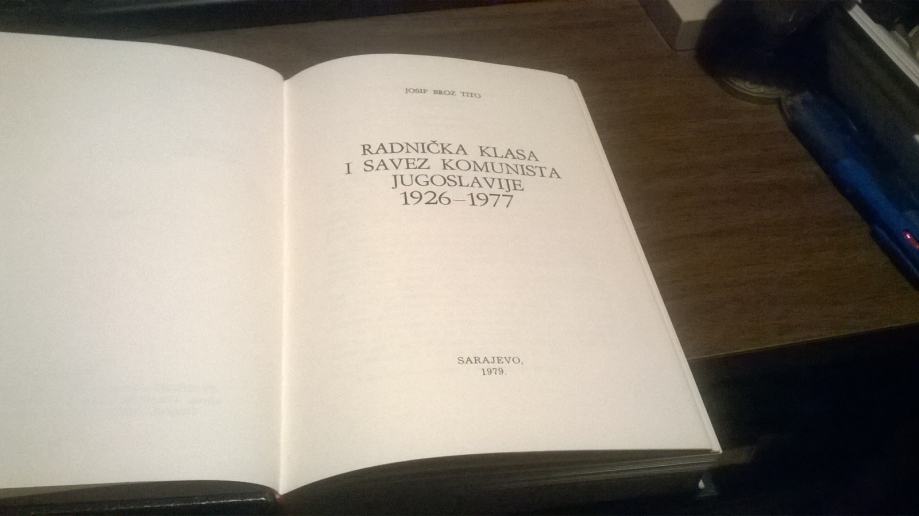 JOSIP BROZ TITO
RADNIČKA KLASA
I SAVEZ KOMUNISTA
JUGOSLAVIJE
1926–1977
SARAJEVO,
1979.